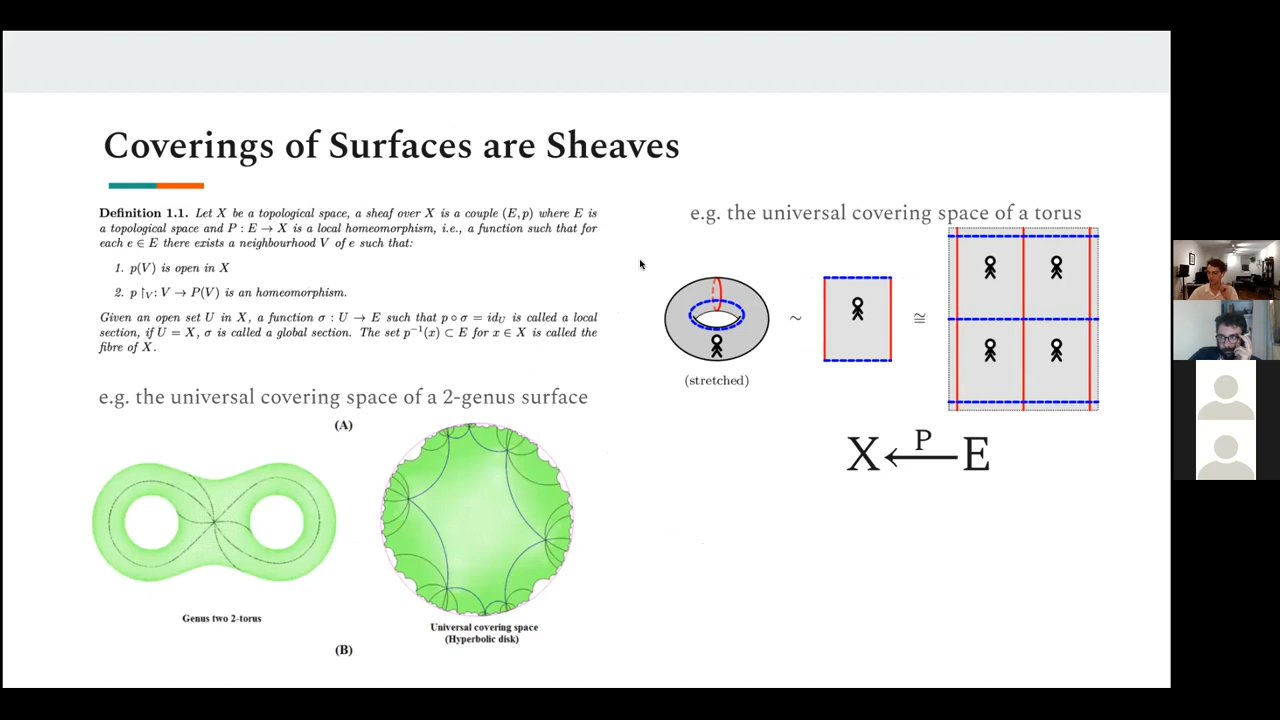 Coverings of Surfaces are Sheaves
Definition 1.1. Let X be a topological space, a sheaf over X is a couple (E, p) where E is
a topological space and P : E → X is a local homeomorphism, i.e., a function such that for
each e ∈ E there exists a neighbourhood V of e such that:
1. p(V) is open in X
2. p ↾V: V → P(V) is an homeomorphism.
Given an open set U in X, a function σ : U → E such that p ∘ σ = idU is called a local
section, if U = X, σ is called a global section. The set p⁻¹(x) ⊂ E for x ∈ X is called the
fibre of X.
e.g. the universal covering space of a 2-genus surface
(A)
Genus two 2-torus
Universal covering space
(Hyperbolic disk)
(B)
e.g. the universal covering space of a torus
~
≅
(stretched)
X ←P E